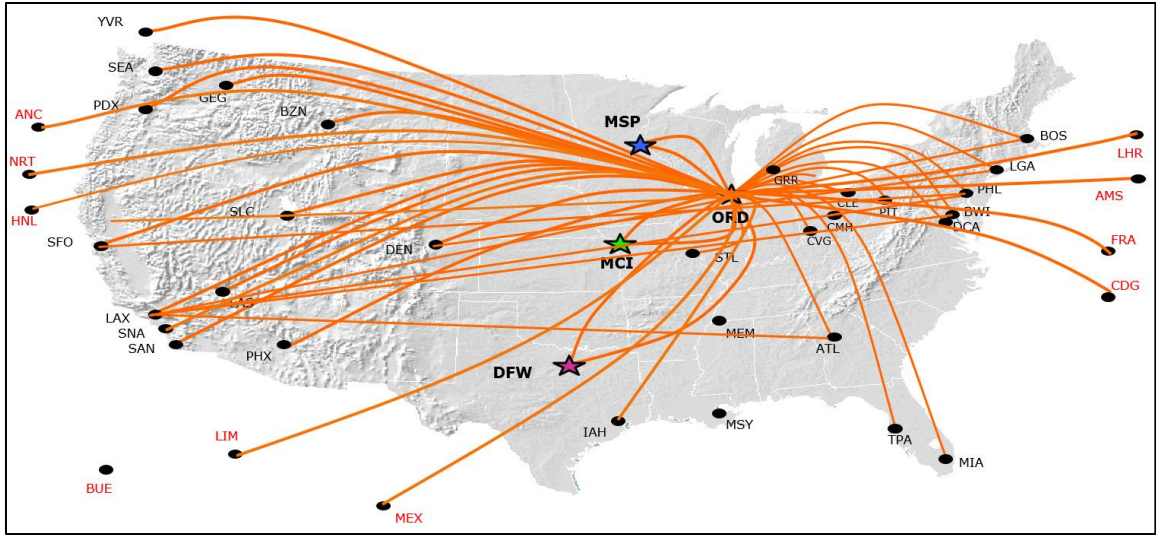 YVR
SEA
PDX
GEG
BZN
ANC
MSP
BOS
NRT
LHR
GRR
LGA
HNL
CLE
PIT
PHL
AMS
SLC
ORD
CMH
BWI
DCA
SFO
DEN
CVG
FRA
MCI
STL
CDG
LAS
LAX
SNA
SAN
PHX
MEM
ATL
DFW
IAH
MSY
LIM
TPA
MIA
BUE
MEX